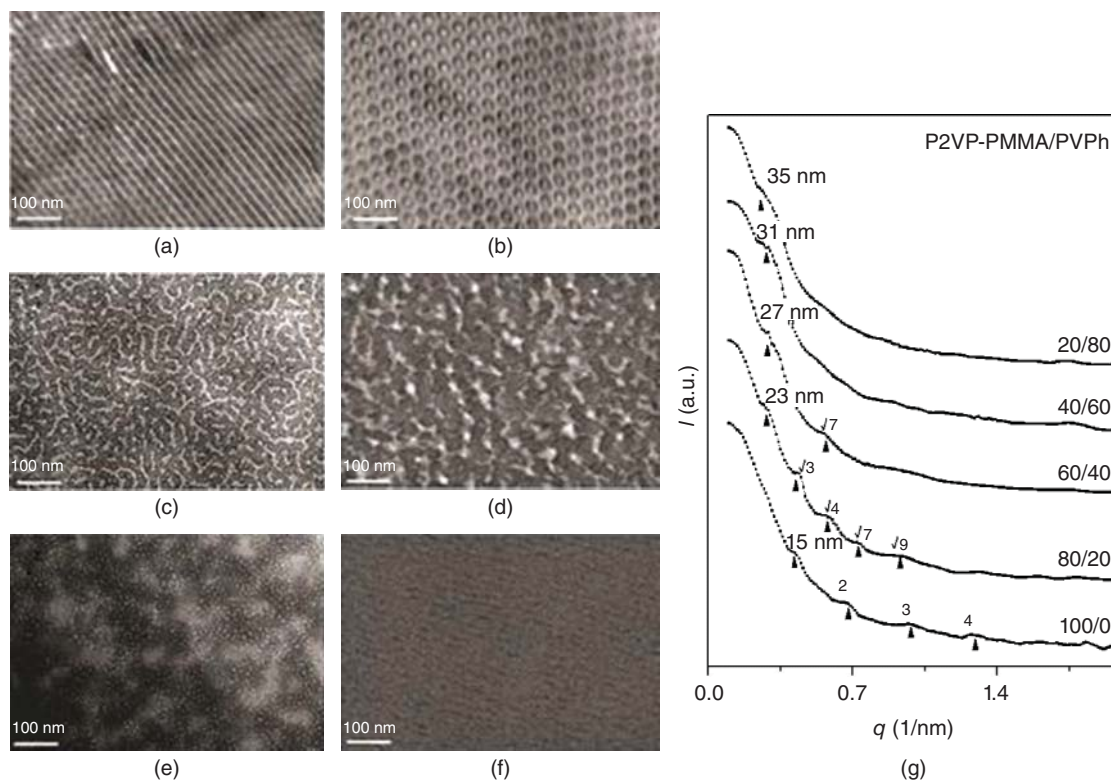 100 nm
100 nm
(a)
(b)
100 nm
100 nm
(c)
(d)
100 nm
100 nm
(e)
(f)
P2VP-PMMA/PVPh
35 nm
31 nm
27 nm
20/80
23 nm
40/60
√7
60/40
√3
√4
√7
√9
15 nm
80/20
2
3
4
100/0
I (a.u.)
0.0
0.7
1.4
q (1/nm)
(g)